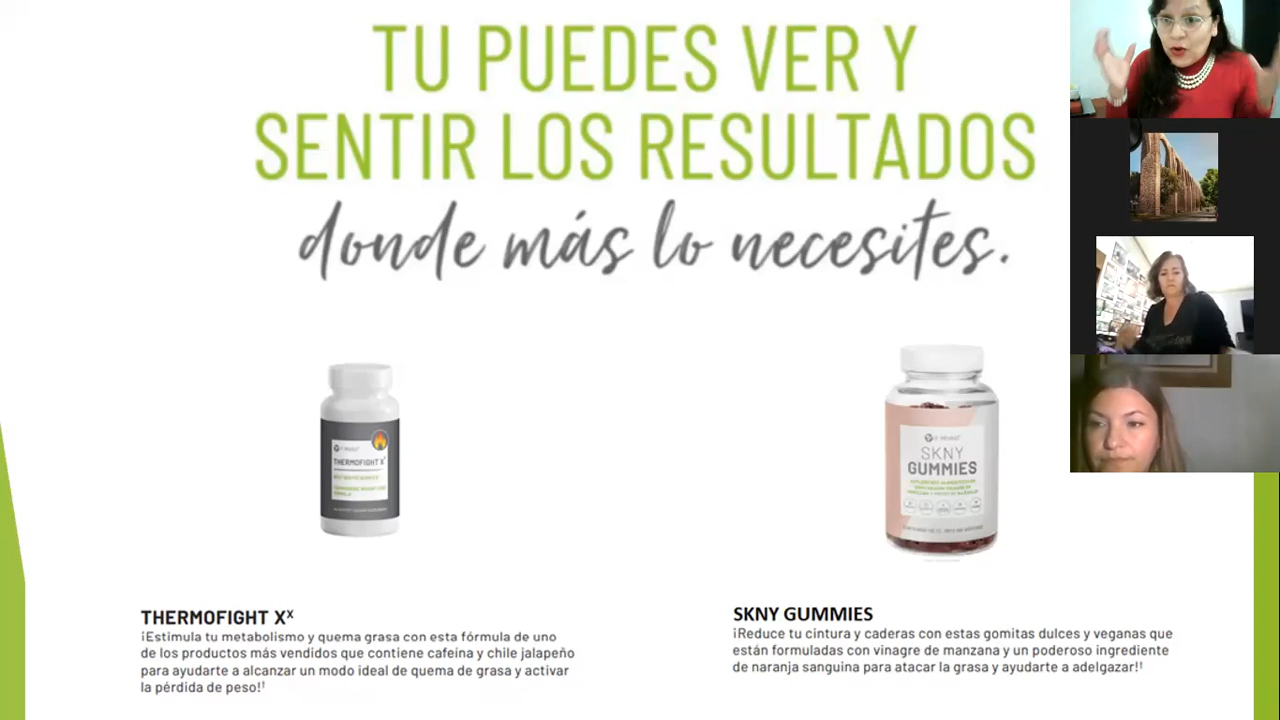 TU PUEDES VER Y
SENTIR LOS RESULTADOS
donde más lo necesites.
THERMOFIGHT X
SKNY
GUMMIES
THERMOFIGHT Xˣ
¡Estimula tu metabolismo y quema grasa con esta fórmula de uno
de los productos más vendidos que contiene cafeína y chile jalapeño
para ayudarte a alcanzar un modo ideal de quema de grasa y activar
la pérdida de peso!¹
SKNY GUMMIES
¡Reduce tu cintura y caderas con estas gomitas dulces y veganas que
están formuladas con vinagre de manzana y un poderoso ingrediente
de naranja sanguina para atacar la grasa y ayudarte a adelgazar!¹